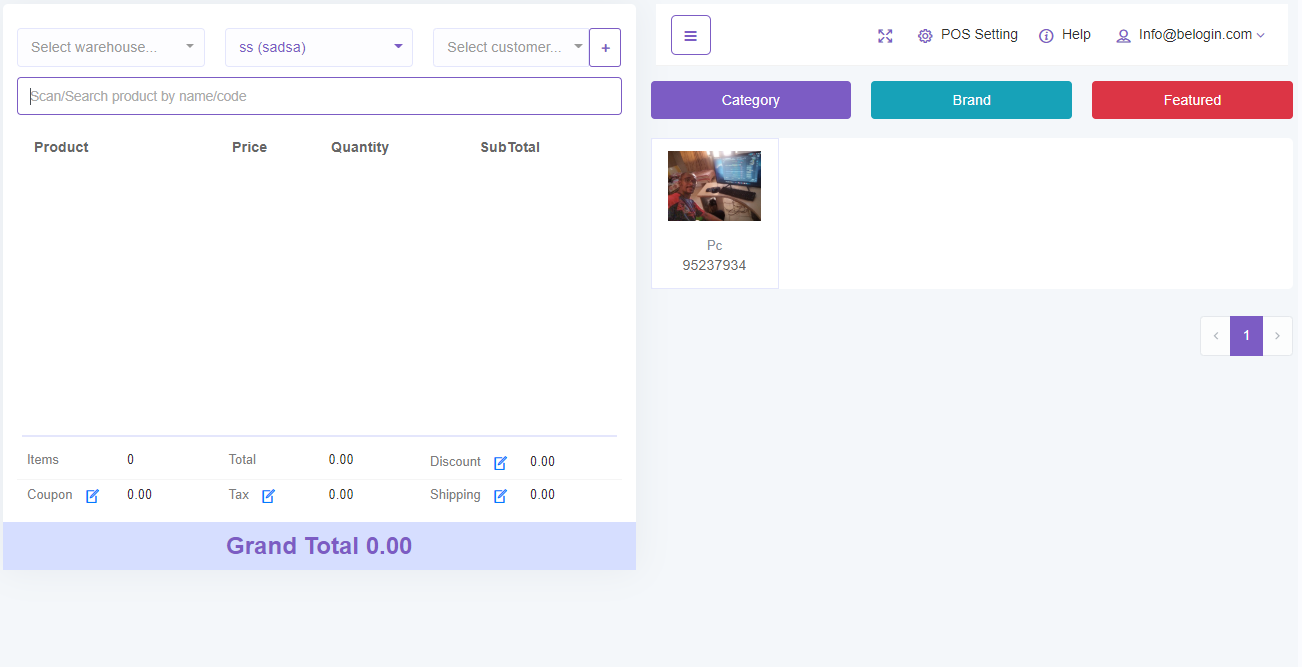 Select warehouse...
ss (sadsa)
Select customer...
+
Scan/Search product by name/code
Product Price Quantity SubTotal
Items 0 Total 0.00 Discount 0.00
Coupon 0.00 Tax 0.00 Shipping 0.00
Grand Total 0.00
POS Setting
Help
Info@belogin.com
Category
Brand
Featured
Pc
95237934
‹ 1 ›